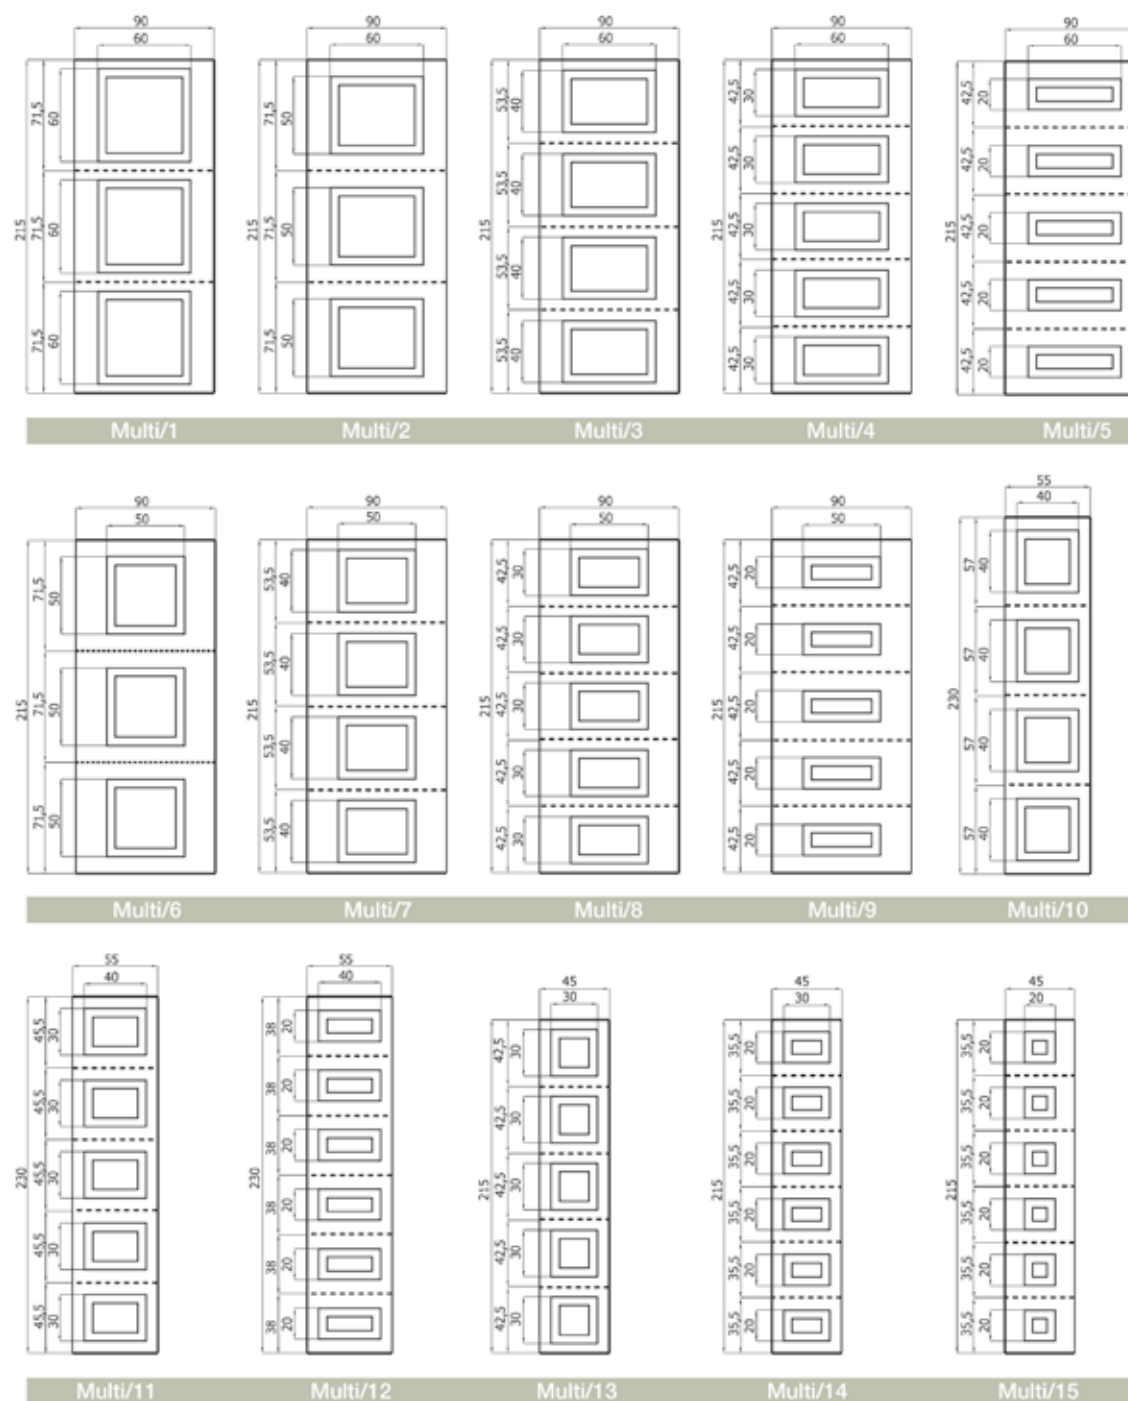 90 90 90 90 90
60 60 60 60 60
215 71,5 60 71,5 60 71,5 60
215 71,5 50 71,5 50 71,5 50
215 53,5 40 53,5 40 53,5 40 53,5 40
215 42,5 30 42,5 30 42,5 30 42,5 30 42,5 30
215 42,5 20 42,5 20 42,5 20 42,5 20 42,5 20
Multi/1 Multi/2 Multi/3 Multi/4 Multi/5
90 90 90 90 55
50 50 50 50 40
215 71,5 50 71,5 50 71,5 50
215 53,5 40 53,5 40 53,5 40 53,5 40
215 42,5 30 42,5 30 42,5 30 42,5 30 42,5 30
215 42,5 20 42,5 20 42,5 20 42,5 20 42,5 20
230 57 40 57 40 57 40 57 40
Multi/6 Multi/7 Multi/8 Multi/9 Multi/10
55 55 45 45 45
40 40 30 30 20
230 45,5 30 45,5 30 45,5 30 45,5 30 45,5 30
230 38 20 38 20 38 20 38 20 38 20 38 20
215 42,5 30 42,5 30 42,5 30 42,5 30 42,5 30
215 35,5 20 35,5 20 35,5 20 35,5 20 35,5 20 35,5 20
215 35,5 20 35,5 20 35,5 20 35,5 20 35,5 20 35,5 20
Multi/11 Multi/12 Multi/13 Multi/14 Multi/15